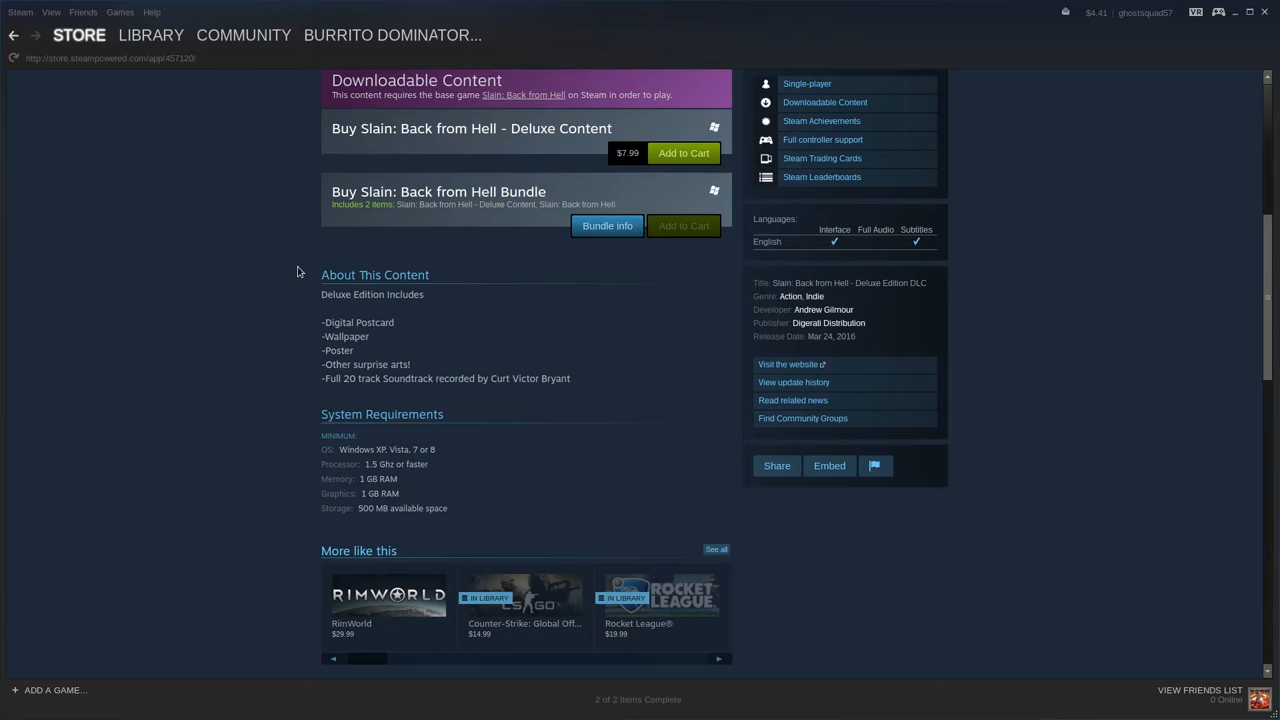 Steam View Friends Games Help
$4.41 ghostsquad57 VR
STORE LIBRARY COMMUNITY BURRITO DOMINATOR...
http://store.steampowered.com/app/457120/
Downloadable Content
This content requires the base game Slain: Back from Hell on Steam in order to play.
Buy Slain: Back from Hell - Deluxe Content
$7.99 Add to Cart
Buy Slain: Back from Hell Bundle
Includes 2 items: Slain: Back from Hell - Deluxe Content, Slain: Back from Hell
Bundle info Add to Cart
About This Content
Deluxe Edition Includes
-Digital Postcard
-Wallpaper
-Poster
-Other surprise arts!
-Full 20 track Soundtrack recorded by Curt Victor Bryant
System Requirements
MINIMUM:
OS: Windows XP, Vista, 7 or 8
Processor: 1.5 Ghz or faster
Memory: 1 GB RAM
Graphics: 1 GB RAM
Storage: 500 MB available space
More like this See all
RIMWORLD
RimWorld
$29.99
IN LIBRARY
CS:GO
Counter-Strike: Global Off...
$14.99
IN LIBRARY
ROCKET LEAGUE
Rocket League®
$19.99
Single-player
Downloadable Content
Steam Achievements
Full controller support
Steam Trading Cards
Steam Leaderboards
Languages:
Interface Full Audio Subtitles
English ✓ ✓
Title: Slain: Back from Hell - Deluxe Edition DLC
Genre: Action, Indie
Developer: Andrew Gilmour
Publisher: Digerati Distribution
Release Date: Mar 24, 2016
Visit the website
View update history
Read related news
Find Community Groups
Share Embed
+ ADD A GAME...
2 of 2 Items Complete
VIEW FRIENDS LIST
0 Online